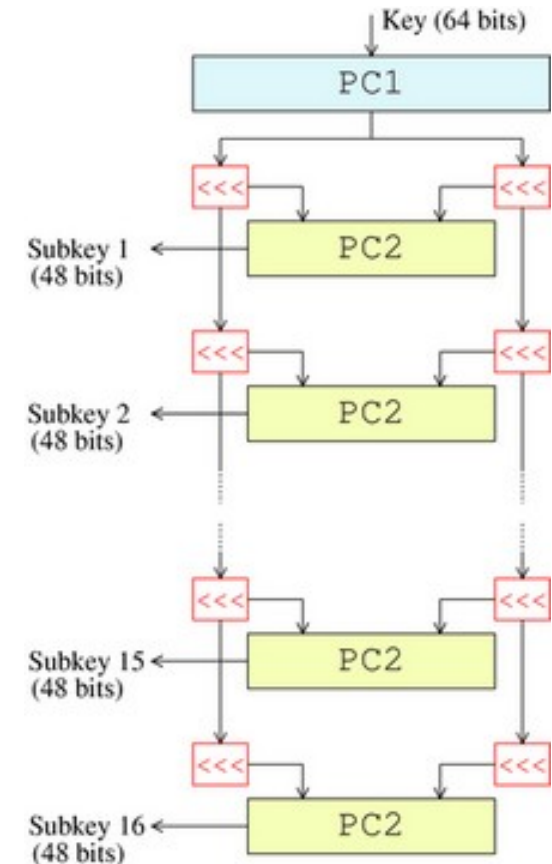 Key (64 bits)
PC1
<<< <<<
PC2
Subkey 1
(48 bits)
<<< <<<
PC2
Subkey 2
(48 bits)
<<< <<<
PC2
Subkey 15
(48 bits)
<<< <<<
PC2
Subkey 16
(48 bits)